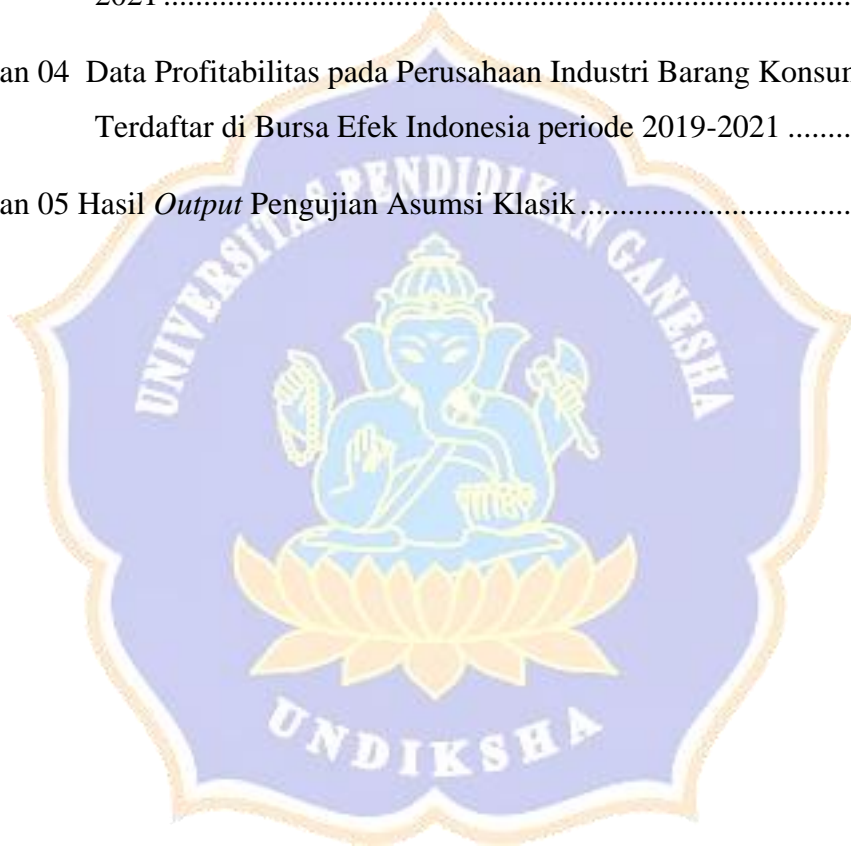 2021 ....................................................................................
an 04 Data Profitabilitas pada Perusahaan Industri Barang Konsum
Terdaftar di Bursa Efek Indonesia periode 2019-2021 ........
an 05 Hasil Output Pengujian Asumsi Klasik ..................................
UNIVERSITAS PENDIDIKAN GANESHA
UNDIKSHA